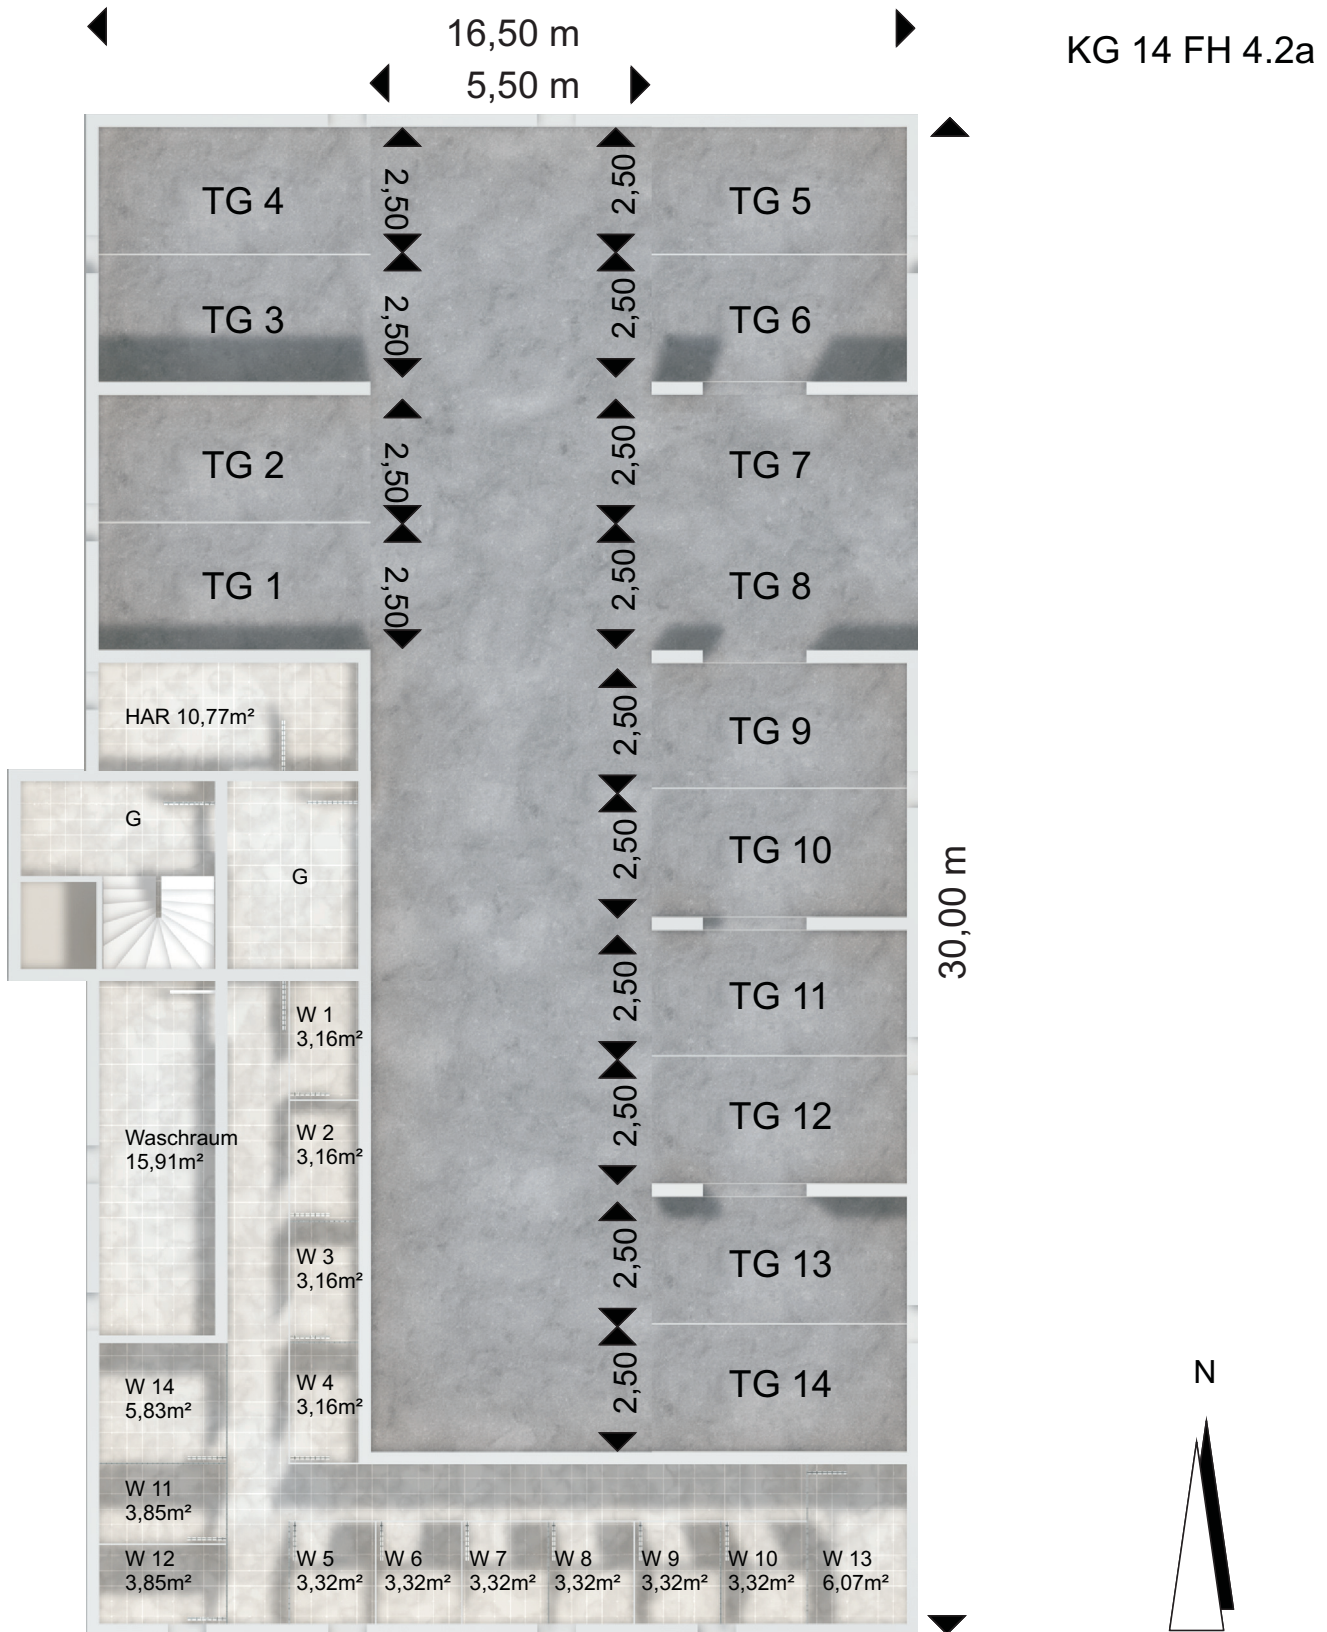 16,50 m
KG 14 FH 4.2a
5,50 m
TG 4
2,50
2,50
TG 5
TG 3
2,50
2,50
TG 6
TG 2
2,50
2,50
TG 7
TG 1
2,50
2,50
TG 8
HAR 10,77m²
2,50
TG 9
G
2,50
TG 10
G
30,00 m
W 1
3,16m²
2,50
TG 11
Waschraum
15,91m²
W 2
3,16m²
2,50
TG 12
W 3
3,16m²
2,50
TG 13
W 14
5,83m²
W 4
3,16m²
2,50
TG 14
N
W 11
3,85m²
W 12
3,85m²
W 5
3,32m²
W 6
3,32m²
W 7
3,32m²
W 8
3,32m²
W 9
3,32m²
W 10
3,32m²
W 13
6,07m²